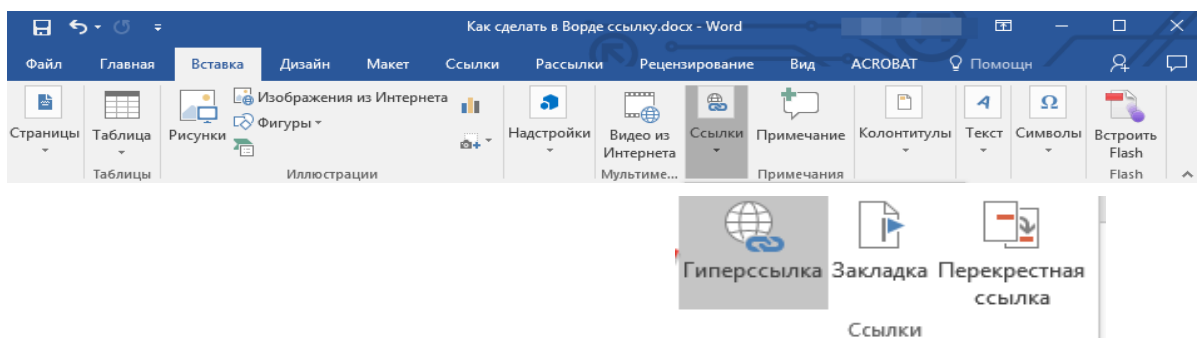 Как сделать в Ворде ссылку.docx - Word
Файл Главная Вставка Дизайн Макет Ссылки Рассылки Рецензирование Вид ACROBAT Помощн
Страницы
Таблица
Таблицы
Рисунки
Изображения из Интернета
Фигуры
Иллюстрации
Надстройки
Видео из
Интернета
Мультиме...
Ссылки
Примечание
Примечания
Колонтитулы
Текст
Символы
Встроить
Flash
Flash
Гиперссылка Закладка Перекрестная
ссылка
Ссылки